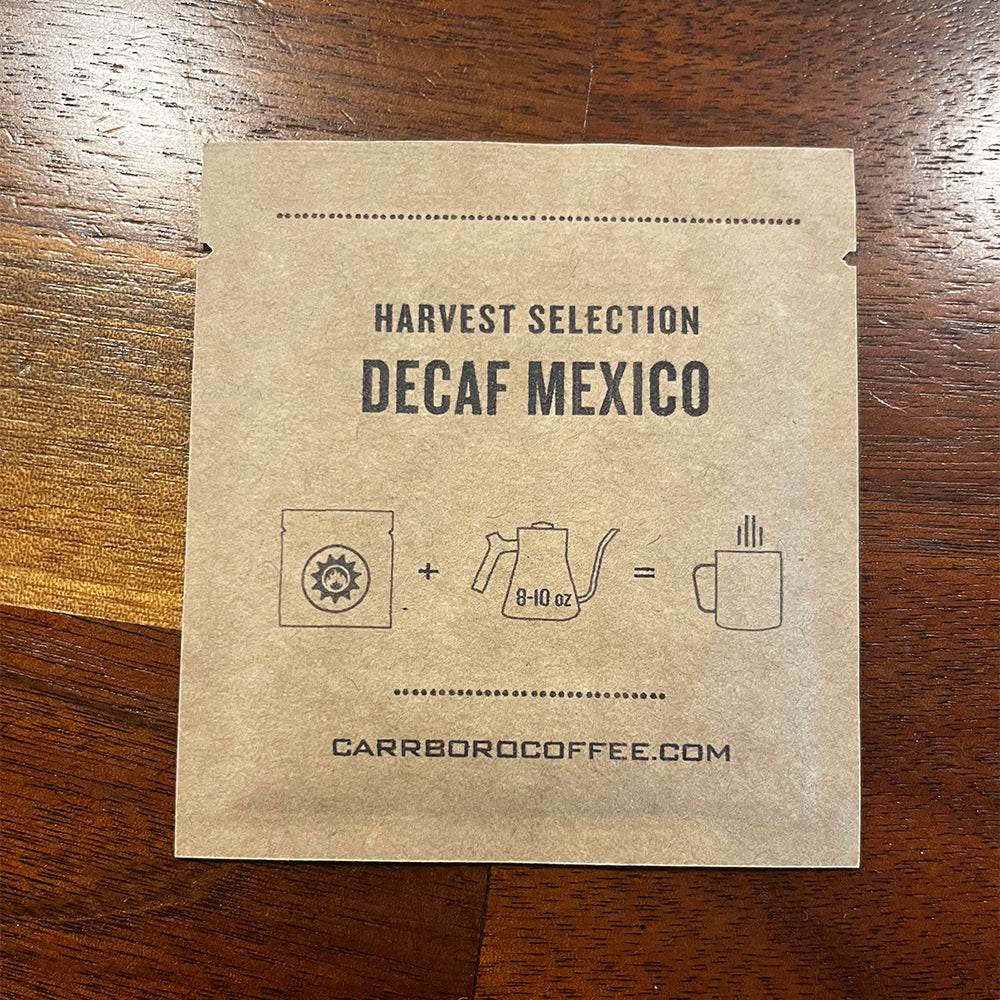 HARVEST SELECTION
DECAF MEXICO
+ 8-10 oz =
CARRBOROCOFFEE.COM